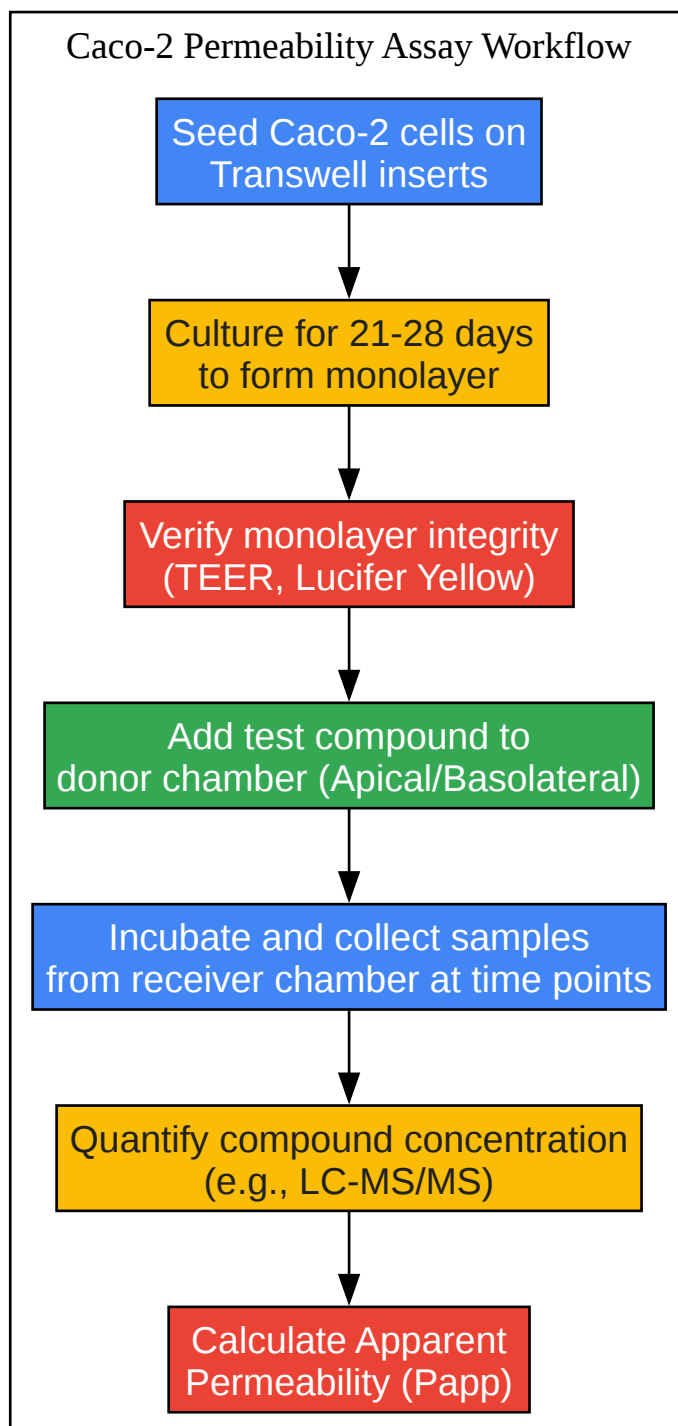 Caco-2 Permeability Assay Workflow
Seed Caco-2 cells on
Transwell inserts
Culture for 21-28 days
to form monolayer
Verify monolayer integrity
(TEER, Lucifer Yellow)
Add test compound to
donor chamber (Apical/Basolateral)
Incubate and collect samples
from receiver chamber at time points
Quantify compound concentration
(e.g., LC-MS/MS)
Calculate Apparent
Permeability (Papp)